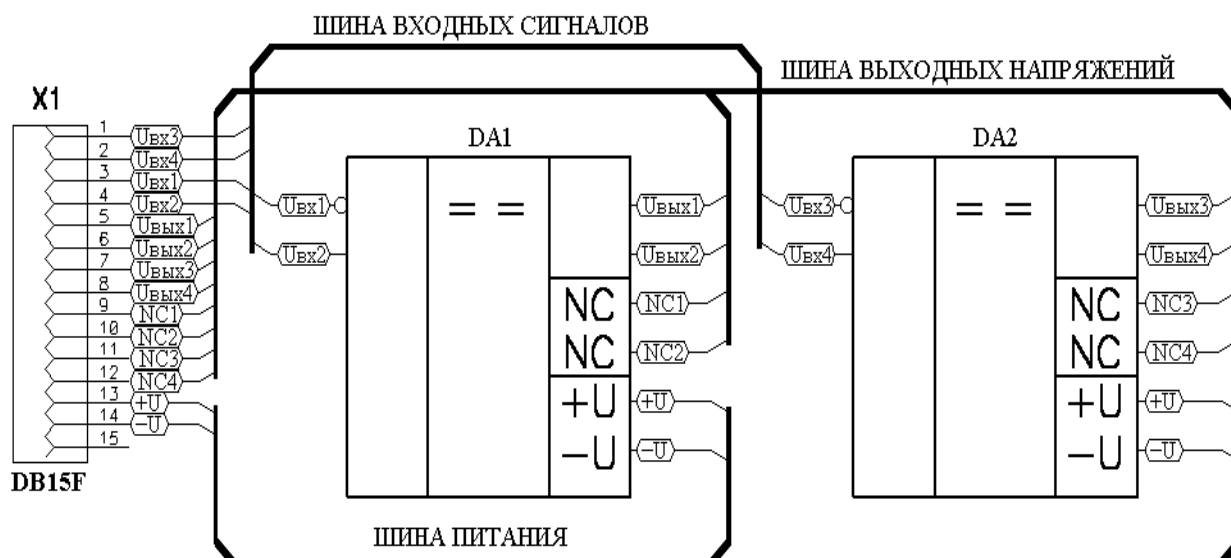 ШИНА ВХОДНЫХ СИГНАЛОВ
ШИНА ВЫХОДНЫХ НАПРЯЖЕНИЙ
X1
1 Uвх3
2 Uвх4
3 Uвх1
4 Uвх2
5 Uвых1
6 Uвых2
7 Uвых3
8 Uвых4
9 NC1
10 NC2
11 NC3
12 NC4
13 +U
14 -U
15
DB15F
DA1
Uвх1
Uвх2
= =
Uвых1
Uвых2
NC NC1
NC NC2
+U +U
-U -U
DA2
Uвх3
Uвх4
= =
Uвых3
Uвых4
NC NC3
NC NC4
+U +U
-U -U
ШИНА ПИТАНИЯ